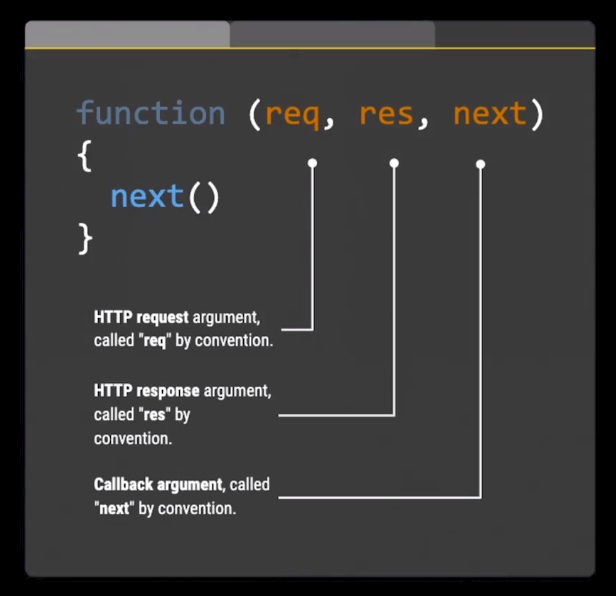 function (req, res, next)
{
next()
}
HTTP request argument,
called "req" by convention.
HTTP response argument,
called "res" by
convention.
Callback argument, called
"next" by convention.